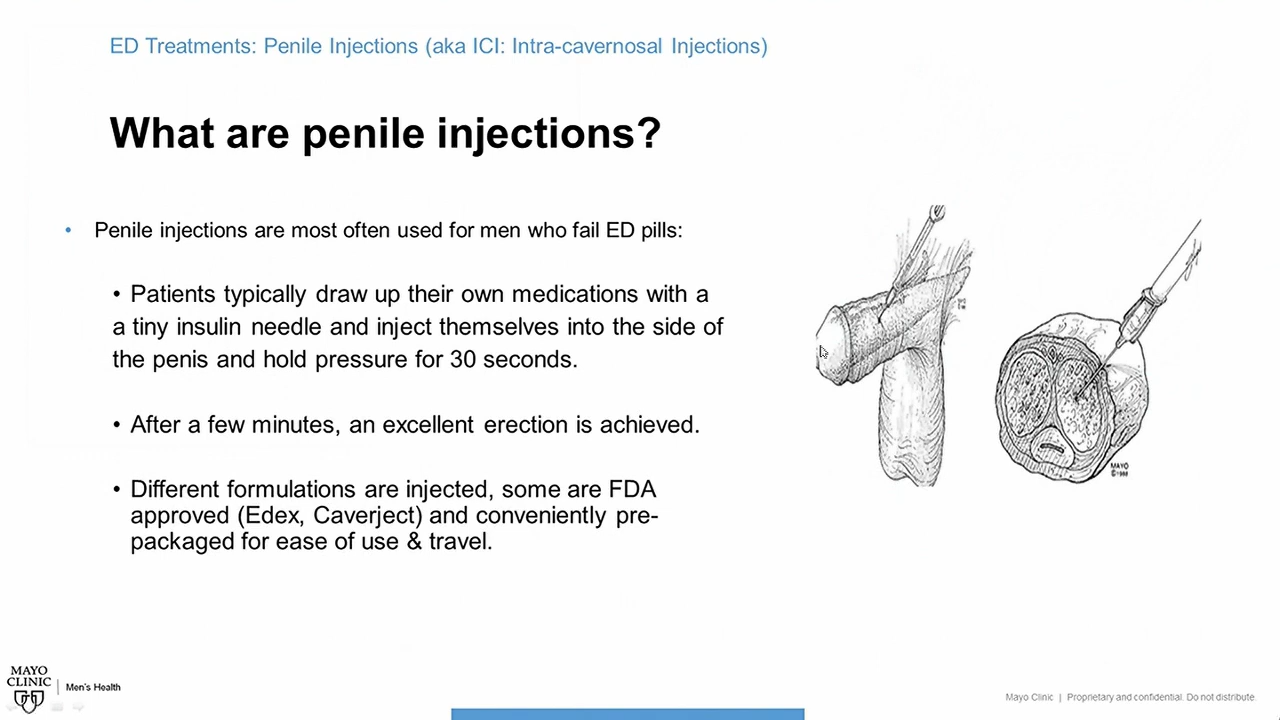 ED Treatments: Penile Injections (aka ICI: Intra-cavernosal Injections)
What are penile injections?
• Penile injections are most often used for men who fail ED pills:
• Patients typically draw up their own medications with a
a tiny insulin needle and inject themselves into the side of
the penis and hold pressure for 30 seconds.
• After a few minutes, an excellent erection is achieved.
• Different formulations are injected, some are FDA
approved (Edex, Caverject) and conveniently pre-
packaged for ease of use & travel.
MAYO
MAYO
CLINIC
Men's Health
Mayo Clinic | Proprietary and confidential. Do not distribute.